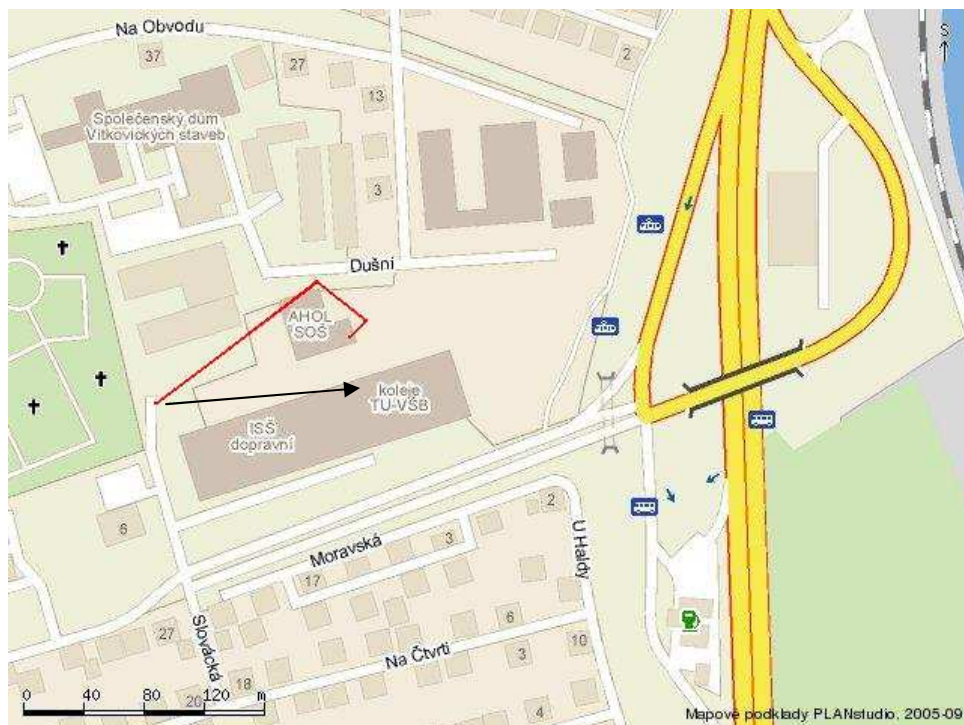 Na Obvodu
S
2
37
27
13
Společenský dům
Vítkovických staveb
3
Dušní
AHOL
SOŠ
koleje
TU-VŠB
ISŠ
dopravní
6
2
Moravská
3
17
U Haldy
Slovácká
27
6
Na Čtvrti
3
10
18
20
4
0 40 80 120 m
Mapové podklady PLANstudio, 2005-09